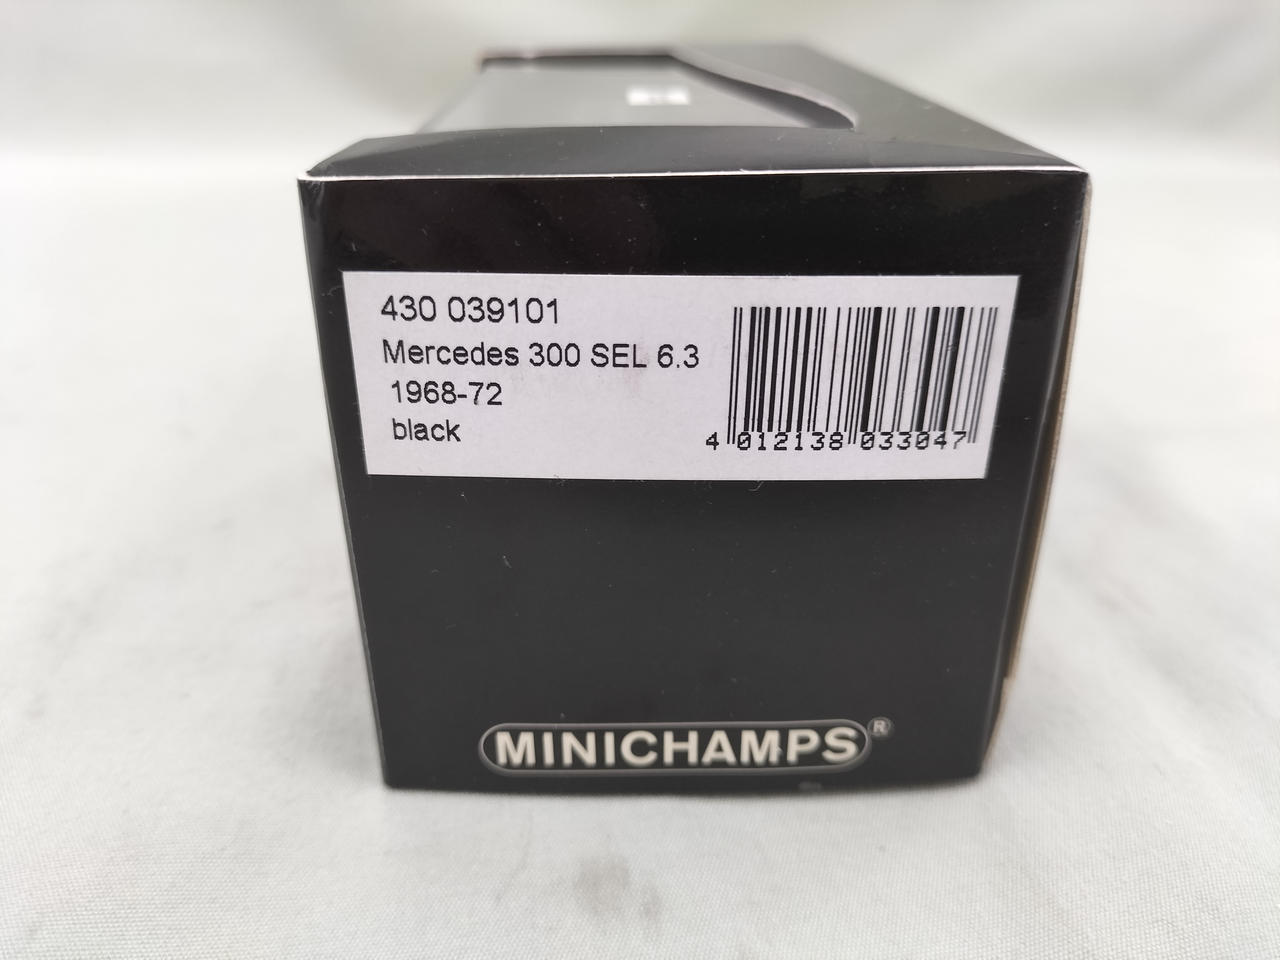 430 039101
Mercedes 300 SEL 6.3
1968-72
black
4 012138 033047
MINICHAMPS®